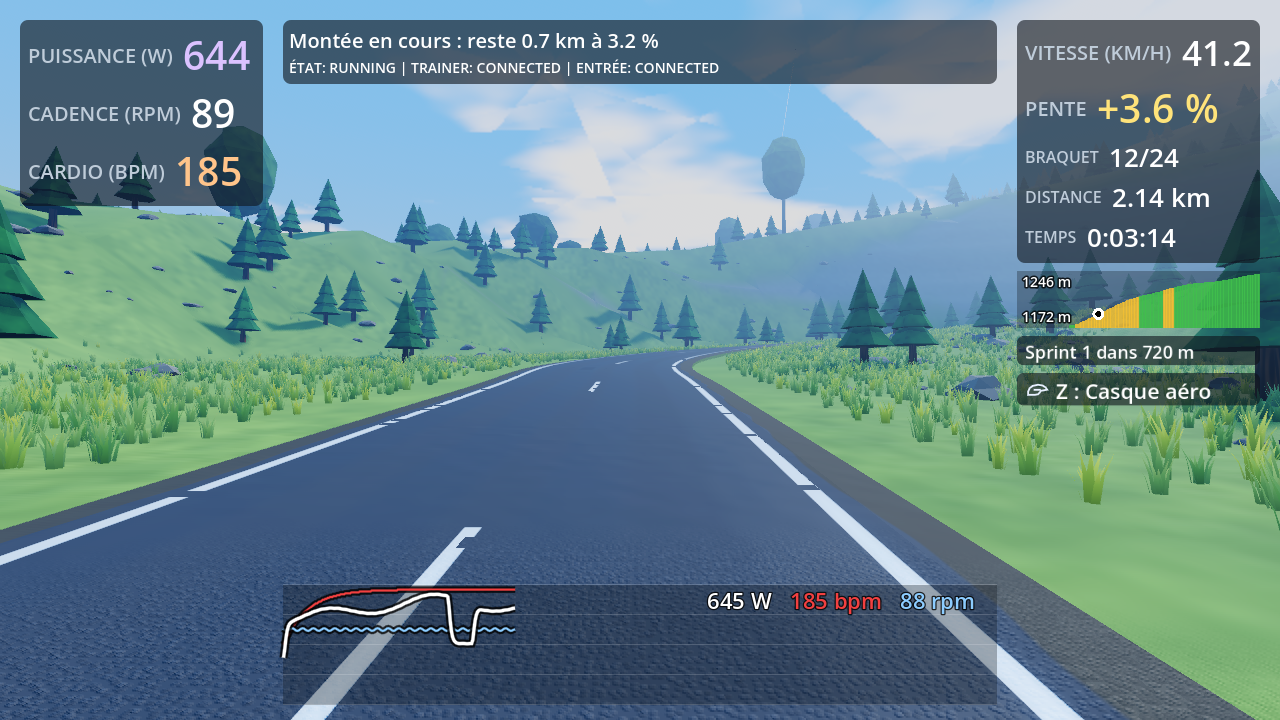 PUISSANCE (W) 644
CADENCE (RPM) 89
CARDIO (BPM) 185
Montée en cours : reste 0.7 km à 3.2 %
ÉTAT: RUNNING | TRAINER: CONNECTED | ENTRÉE: CONNECTED
VITESSE (KM/H) 41.2
PENTE +3.6 %
BRAQUET 12/24
DISTANCE 2.14 km
TEMPS 0:03:14
1246 m
1172 m
Sprint 1 dans 720 m
Z : Casque aéro
645 W 185 bpm 88 rpm